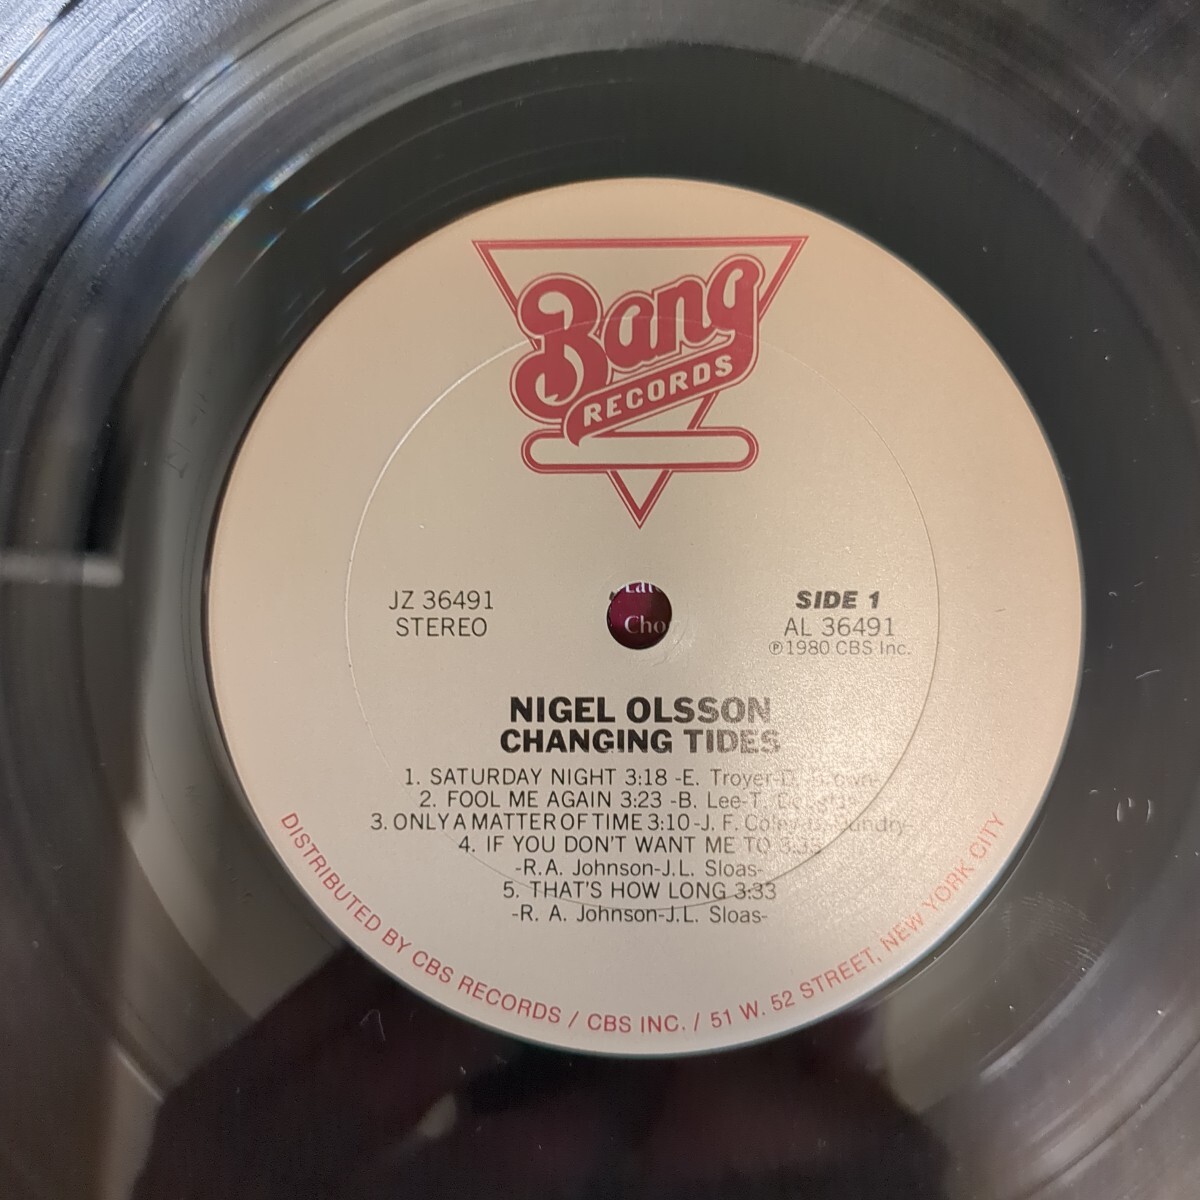 Bang
RECORDS
JZ 36491
STEREO
SIDE 1
AL 36491
℗1980 CBS Inc.
Cho
NIGEL OLSSON
CHANGING TIDES
1. SATURDAY NIGHT 3:18 -E. Troyer-
2. FOOL ME AGAIN 3:23 -B. Lee-T.
3. ONLY A MATTER OF TIME 3:10 -J. F. Coley-
4. IF YOU DON'T WANT ME TO
-R.A. Johnson-J.L. Sloas-
5. THAT'S HOW LONG 3:33
-R. A. Johnson-J.L. Sloas-
DISTRIBUTED BY CBS RECORDS / CBS INC. / 51 W. 52 STREET, NEW YORK CITY